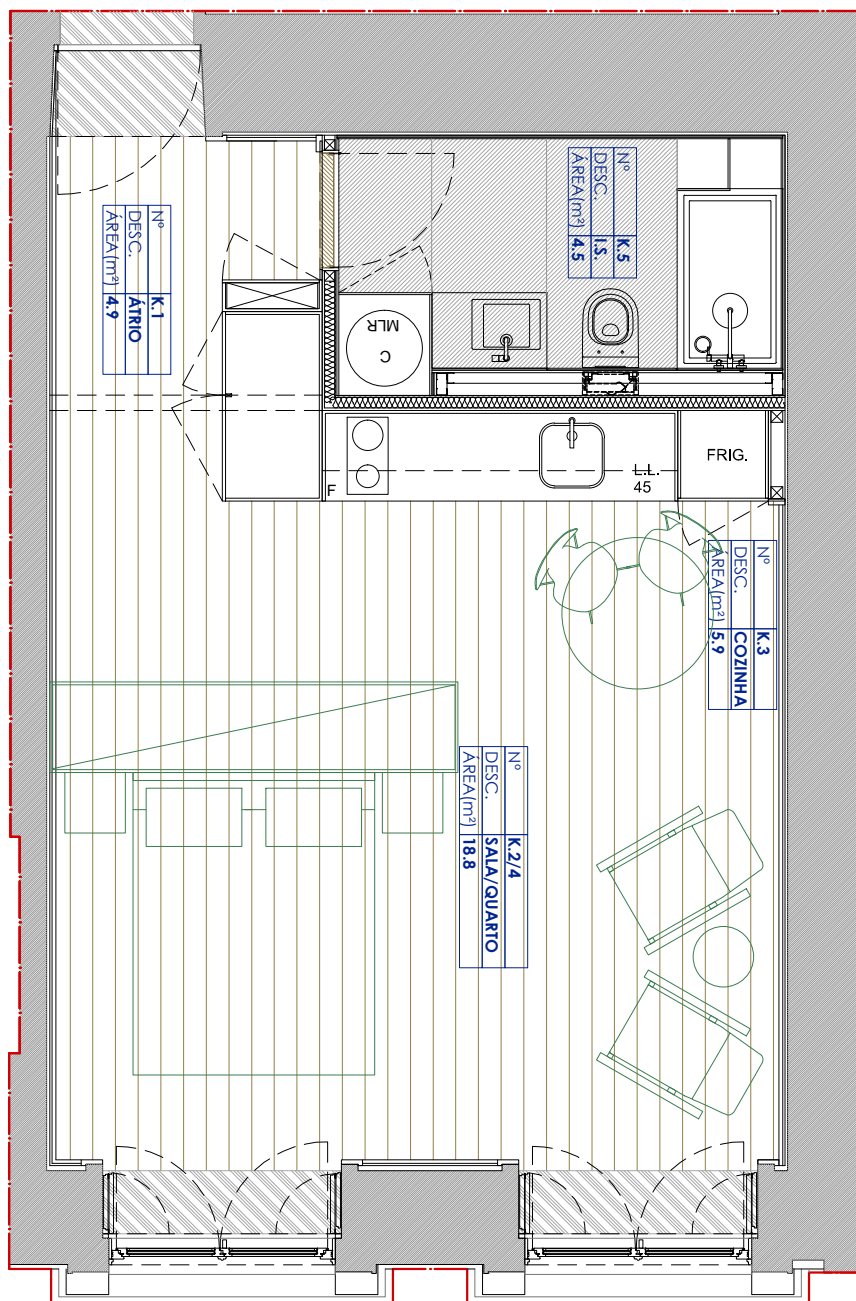 Nº K.5
DESC. I.S.
ÁREA(m²) 4.5
Nº K.1
DESC. ÁTRIO
ÁREA(m²) 4.9
C
MLR
FRIG.
L.L.
45
F
Nº K.3
DESC. COZINHA
ÁREA(m²) 5.9
Nº K.2/4
DESC. SALA/QUARTO
ÁREA(m²) 18.8